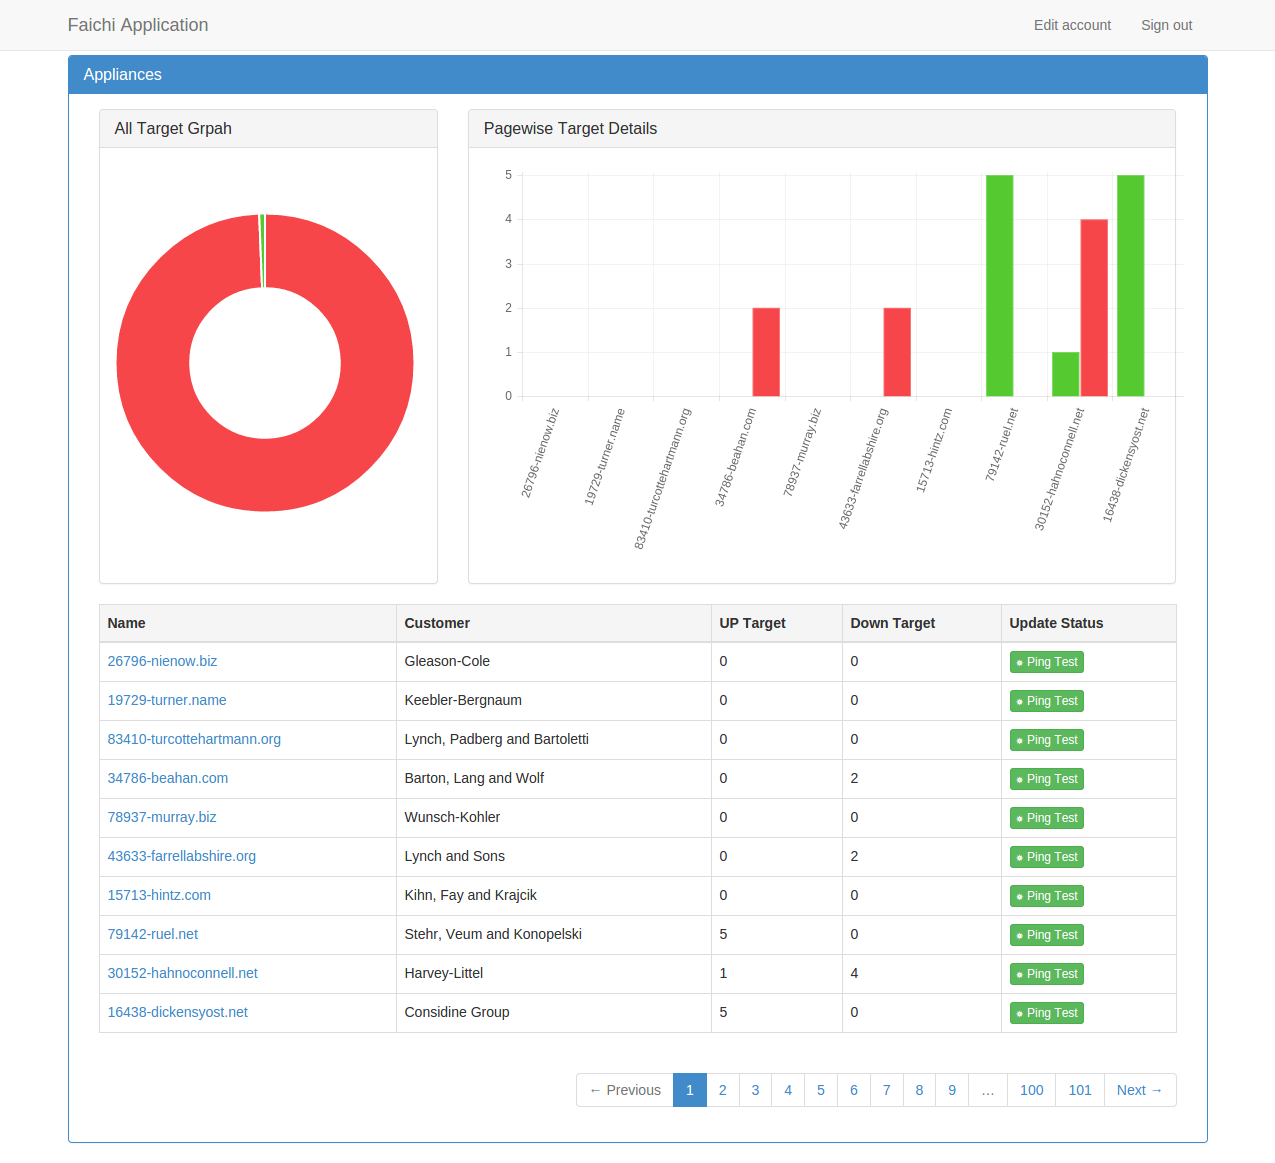 Faichi Application Edit account Sign out
Appliances
All Target Grpah
Pagewise Target Details
5
4
3
2
1
0
26796-nienow.biz
19729-turner.name
83410-turcottehartmann.org
34786-beahan.com
78937-murray.biz
43633-farrellabshire.org
15713-hintz.com
79142-ruel.net
30152-hahnoconnell.net
16438-dickensyost.net
Name Customer UP Target Down Target Update Status
26796-nienow.biz Gleason-Cole 0 0 Ping Test
19729-turner.name Keebler-Bergnaum 0 0 Ping Test
83410-turcottehartmann.org Lynch, Padberg and Bartoletti 0 0 Ping Test
34786-beahan.com Barton, Lang and Wolf 0 2 Ping Test
78937-murray.biz Wunsch-Kohler 0 0 Ping Test
43633-farrellabshire.org Lynch and Sons 0 2 Ping Test
15713-hintz.com Kihn, Fay and Krajcik 0 0 Ping Test
79142-ruel.net Stehr, Veum and Konopelski 5 0 Ping Test
30152-hahnoconnell.net Harvey-Littel 1 4 Ping Test
16438-dickensyost.net Considine Group 5 0 Ping Test
← Previous 1 2 3 4 5 6 7 8 9 … 100 101 Next →